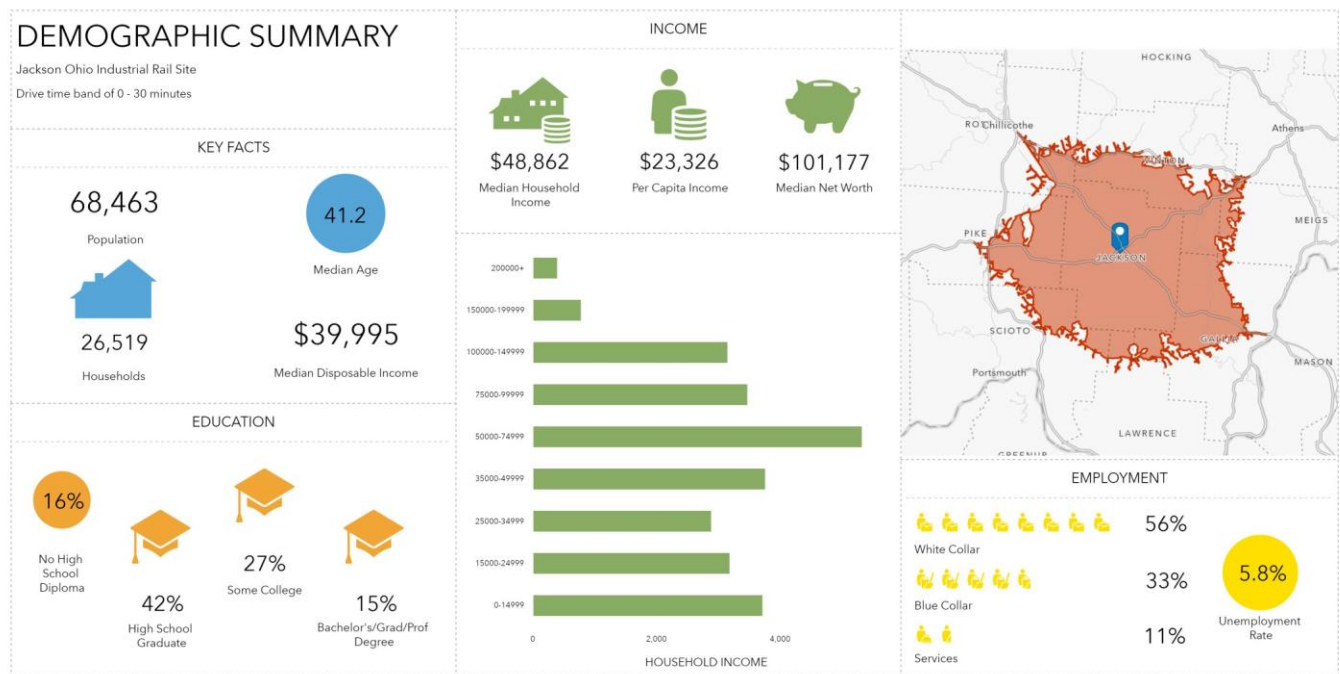 DEMOGRAPHIC SUMMARY
Jackson Ohio Industrial Rail Site
Drive time band of 0 - 30 minutes
KEY FACTS
68,463
Population
41.2
Median Age
26,519
Households
$39,995
Median Disposable Income
EDUCATION
16%
No High
School
Diploma
42%
High School
Graduate
27%
Some College
15%
Bachelor's/Grad/Prof
Degree
INCOME
$48,862
Median Household
Income
$23,326
Per Capita Income
$101,177
Median Net Worth
200000+
150000-199999
100000-149999
75000-99999
50000-74999
35000-49999
25000-34999
15000-24999
0-14999
0
2,000
4,000
HOUSEHOLD INCOME
HOCKING
Chillicothe
Athens
MEIGS
PIKE
JACKSON
SCIOTO
MASON
Portsmouth
LAWRENCE
EMPLOYMENT
White Collar
56%
Blue Collar
33%
Services
11%
5.8%
Unemployment
Rate